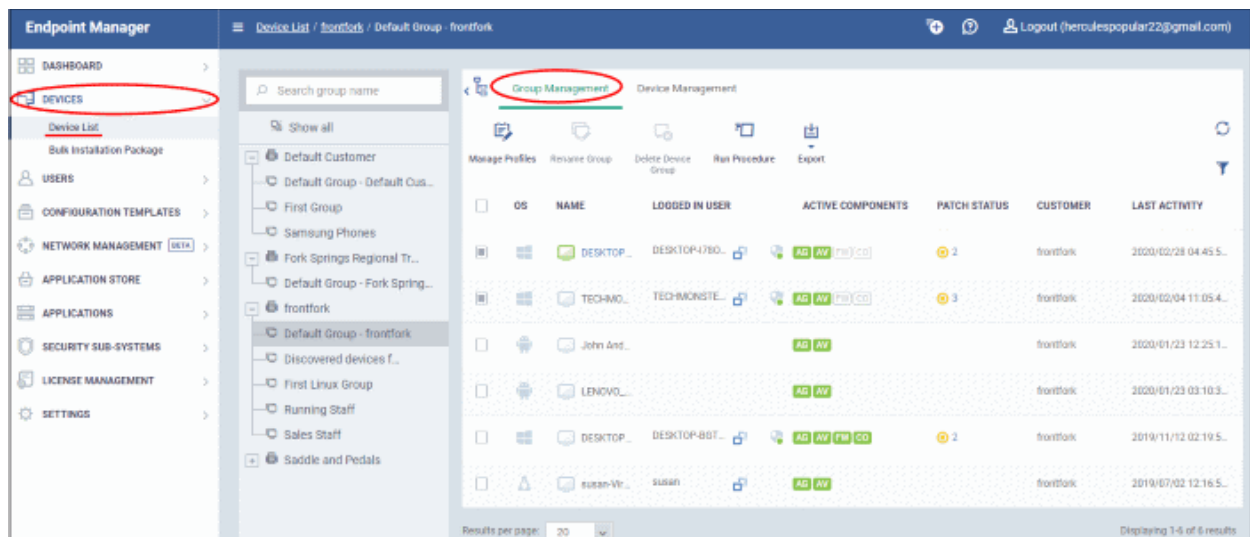 Endpoint Manager
Device List / frontfork / Default Group - frontfork
Logout (herculespopular22@gmail.com)
DASHBOARD
DEVICES
Device List
Bulk Installation Package
USERS
CONFIGURATION TEMPLATES
NETWORK MANAGEMENT BETA
APPLICATION STORE
APPLICATIONS
SECURITY SUB-SYSTEMS
LICENSE MANAGEMENT
SETTINGS
Search group name
Show all
Default Customer
Default Group - Default Cus...
First Group
Samsung Phones
Fork Springs Regional Tr...
Default Group - Fork Spring...
frontfork
Default Group - frontfork
Discovered devices f...
First Linux Group
Running Staff
Sales Staff
Saddle and Pedals
Group Management Device Management
Manage Profiles Rename Group Delete Device Group Run Procedure Export
OS NAME LOGGED IN USER ACTIVE COMPONENTS PATCH STATUS CUSTOMER LAST ACTIVITY
DESKTOP... DESKTOP-I780... AG AV FW CO 2 frontfork 2020/02/28 04:45:5...
TECHMO... TECHMONSTE... AG AV FW CO 3 frontfork 2020/02/04 11:05:4...
John And... AG AV frontfork 2020/01/23 12:25:1...
LENOVO_... AG AV frontfork 2020/01/23 03:10:3...
DESKTOP... DESKTOP-BBT... AG AV FW CO 2 frontfork 2019/11/12 02:19:5...
susan-Vir... susan AG AV frontfork 2019/07/02 12:16:5...
Results per page: 20 Displaying 1-6 of 6 results